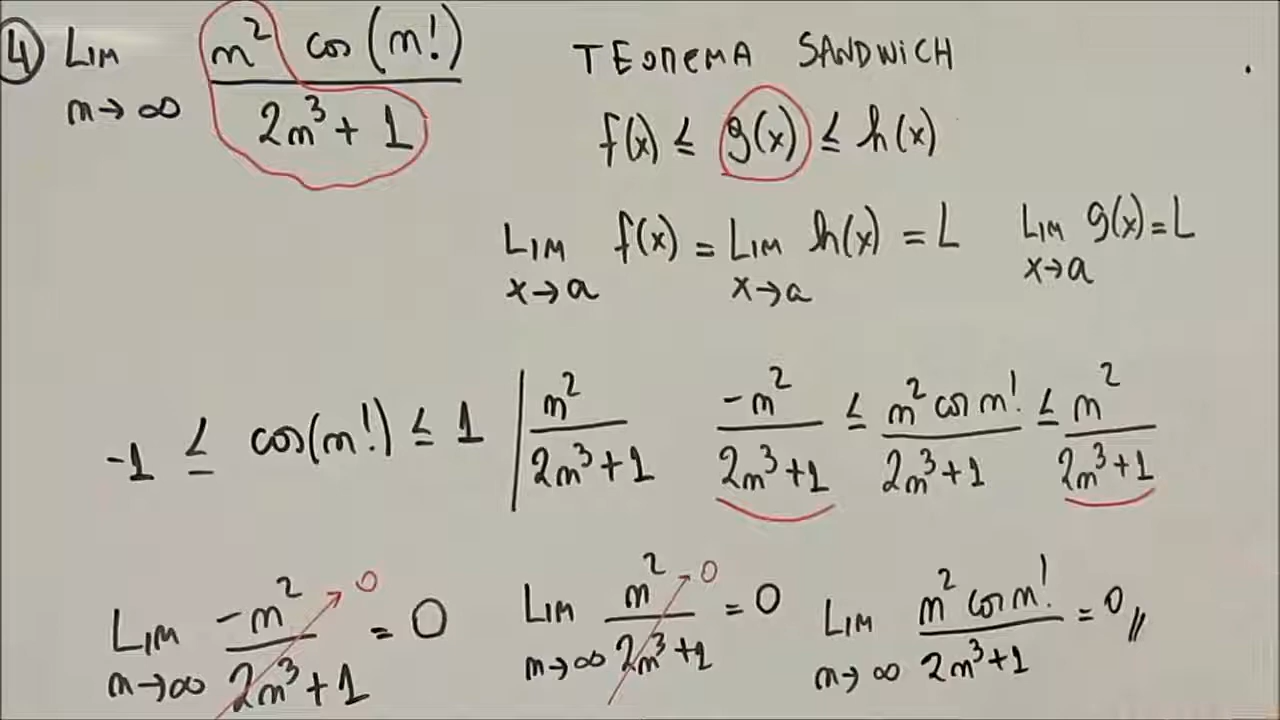 4 Lim m→∞ m² cos (m!) / 2m³ + 1
TEOREMA SANDWICH
f(x) ≤ g(x) ≤ h(x)
Lim x→a f(x) = Lim x→a h(x) = L Lim x→a g(x) = L
-1 ≤ cos(m!) ≤ 1 | m² / 2m³+1 -m² / 2m³+1 ≤ m² cos m! / 2m³+1 ≤ m² / 2m³+1
Lim m→∞ -m² / 2m³+1 → 0 = 0 Lim m→∞ m² / 2m³+1 → 0 = 0 Lim m→∞ m² cos m! / 2m³+1 = 0 //